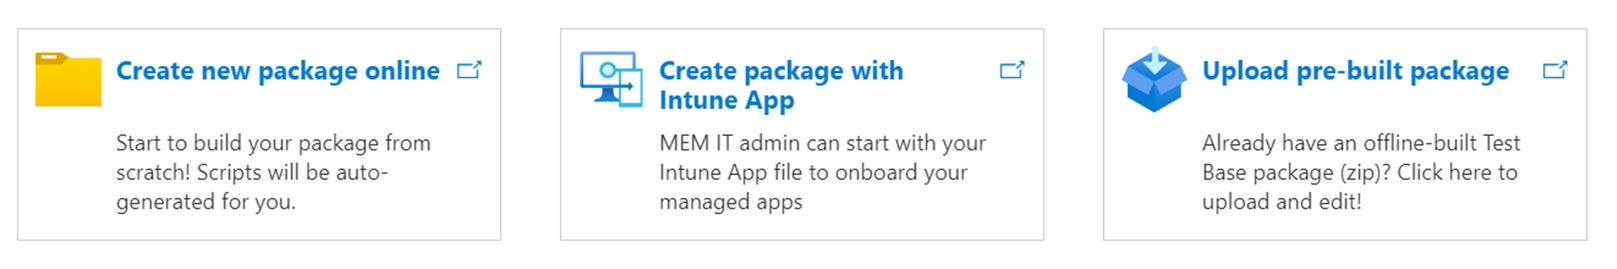 Create new package online
Start to build your package from
scratch! Scripts will be auto-
generated for you.
Create package with
Intune App
MEM IT admin can start with your
Intune App file to onboard your
managed apps
Upload pre-built package
Already have an offline-built Test
Base package (zip)? Click here to
upload and edit!